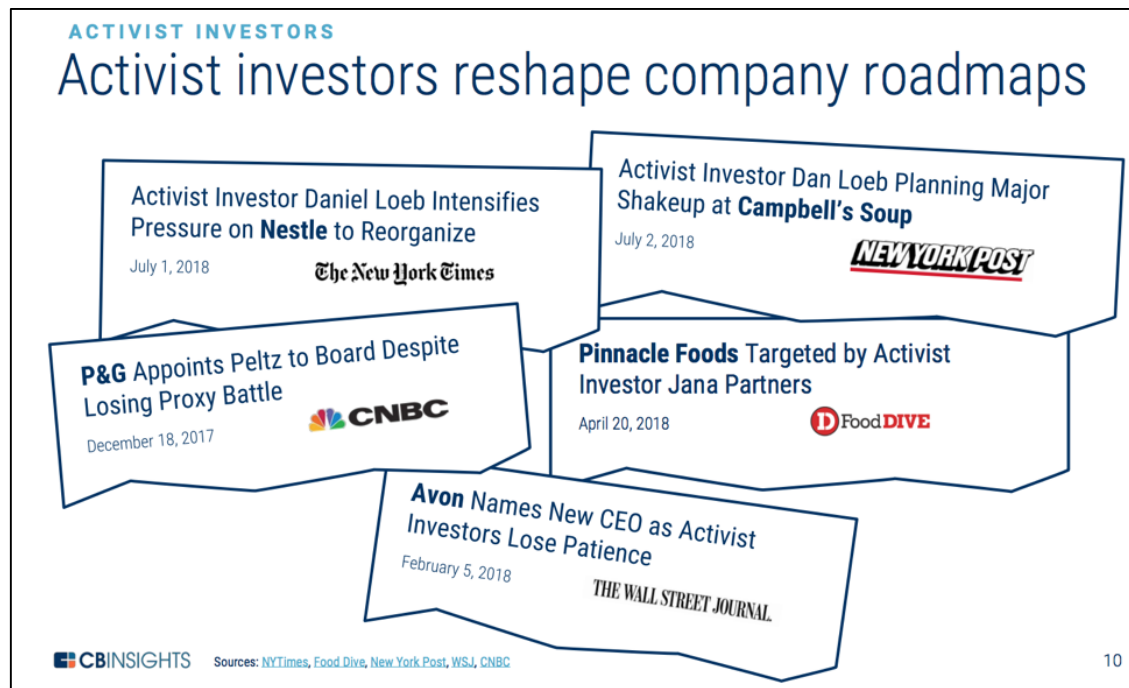 ACTIVIST INVESTORS
Activist investors reshape company roadmaps
Activist Investor Daniel Loeb Intensifies
Pressure on Nestle to Reorganize
July 1, 2018
The New York Times
Activist Investor Dan Loeb Planning Major
Shakeup at Campbell's Soup
July 2, 2018
NEW YORK POST
P&G Appoints Peltz to Board Despite
Losing Proxy Battle
December 18, 2017
CNBC
Pinnacle Foods Targeted by Activist
Investor Jana Partners
April 20, 2018
D FoodDIVE
Avon Names New CEO as Activist
Investors Lose Patience
February 5, 2018
THE WALL STREET JOURNAL.
CBINSIGHTS
Sources: NYTimes, Food Dive, New York Post, WSJ, CNBC
10